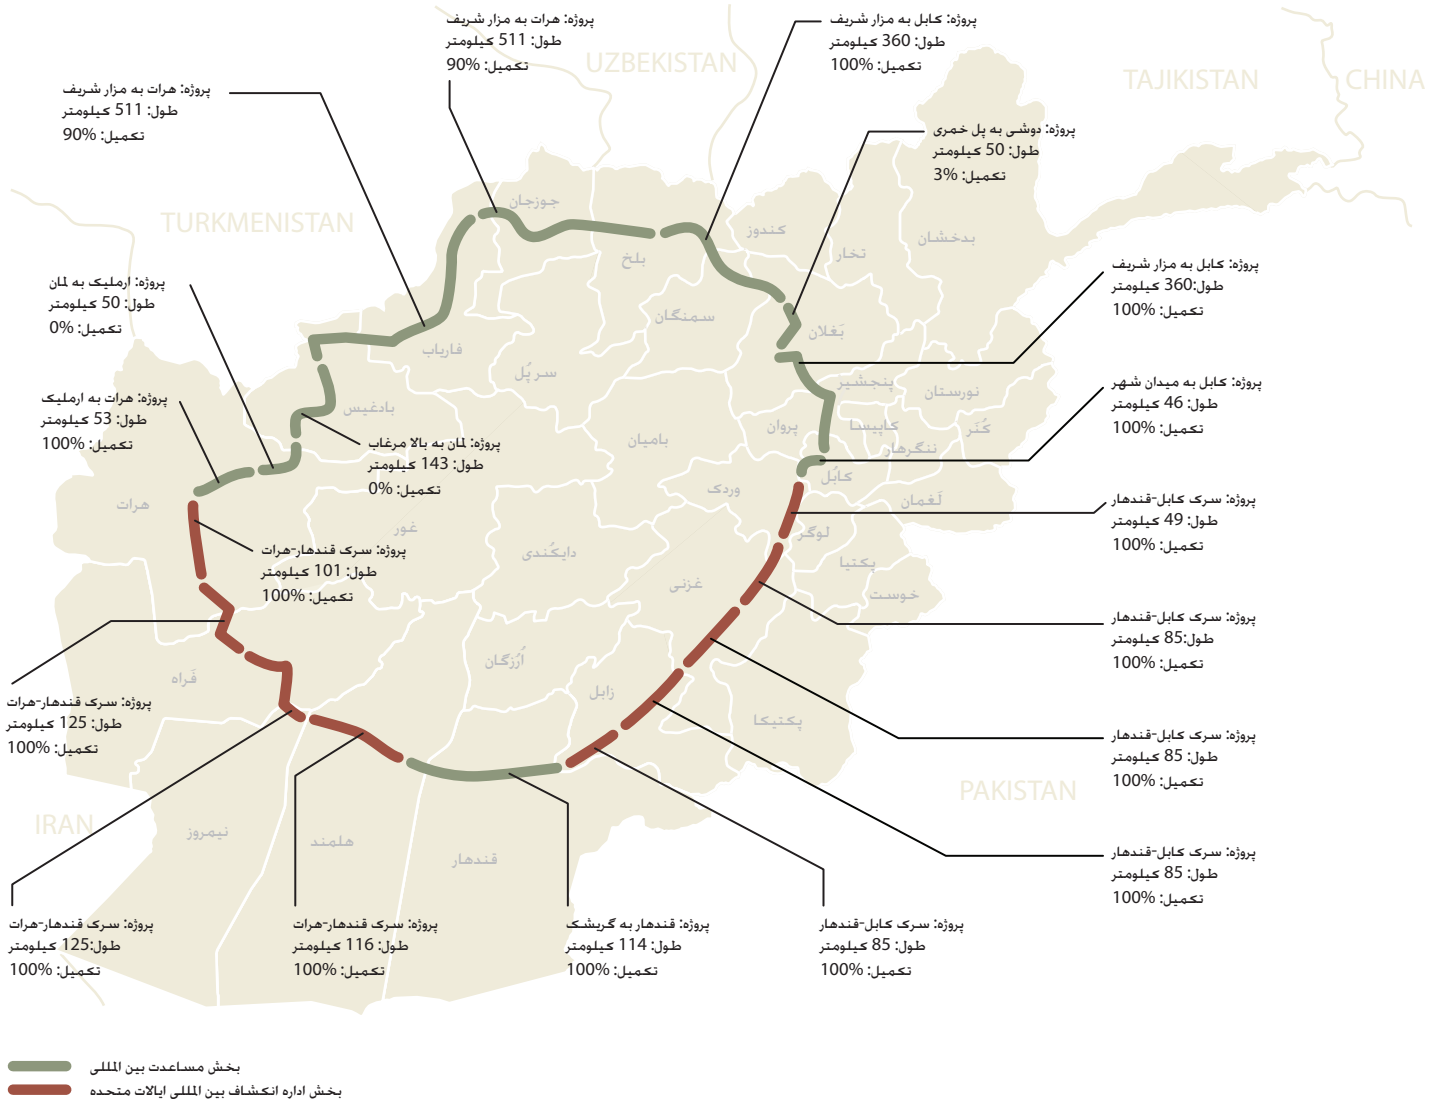 پروژه: هرات به مزار شریف
طول: 511 کیلومتر
تکمیل: 90%
پروژه: کابل به مزار شریف
طول: 360 کیلومتر
تکمیل: 100%
UZBEKISTAN
TAJIKISTAN
CHINA
پروژه: هرات به مزار شریف
طول: 511 کیلومتر
تکمیل: 90%
پروژه: دوشی به پل خمری
طول: 50 کیلومتر
تکمیل: 3%
TURKMENISTAN
جوزجان
بلخ
کندوز
تخار
بدخشان
پروژه: ارملیک به لمان
طول: 50 کیلومتر
تکمیل: 0%
پروژه: کابل به مزار شریف
طول:360 کیلومتر
تکمیل: 100%
سمنگان
بَغلان
فاریاب
سر پُل
پنجشیر
نورستان
پروژه: هرات به ارملیک
طول: 53 کیلومتر
تکمیل: 100%
بادغیس
پروژه: کابل به میدان شهر
طول: 46 کیلومتر
تکمیل: 100%
بامیان
پروان
کاپیسا
کُنَر
ننگرهار
پروژه: لمان به بالا مرغاب
طول: 143 کیلومتر
تکمیل: 0%
کابُل
وردک
لَغمان
هرات
غور
لوگر
پروژه: سرک کابل-قندهار
طول: 49 کیلومتر
تکمیل: 100%
پروژه: سرک قندهار-هرات
طول: 101 کیلومتر
تکمیل: 100%
دایکُندی
غزنی
پکتیا
خوست
پروژه: سرک کابل-قندهار
طول:85 کیلومتر
تکمیل: 100%
فَراه
اُرُزگان
زابل
پکتیکا
پروژه: سرک قندهار-هرات
طول: 125 کیلومتر
تکمیل: 100%
پروژه: سرک کابل-قندهار
طول: 85 کیلومتر
تکمیل: 100%
PAKISTAN
IRAN
نیمروز
هلمند
قندهار
پروژه: سرک کابل-قندهار
طول: 85 کیلومتر
تکمیل: 100%
پروژه: سرک قندهار-هرات
طول:125 کیلومتر
تکمیل: 100%
پروژه: سرک قندهار-هرات
طول: 116 کیلومتر
تکمیل: 100%
پروژه: قندهار به گریشک
طول: 114 کیلومتر
تکمیل: 100%
پروژه: سرک کابل-قندهار
طول: 85 کیلومتر
تکمیل: 100%
بخش مساعدت بین المللی
بخش اداره انکشاف بین المللی ایالات متحده